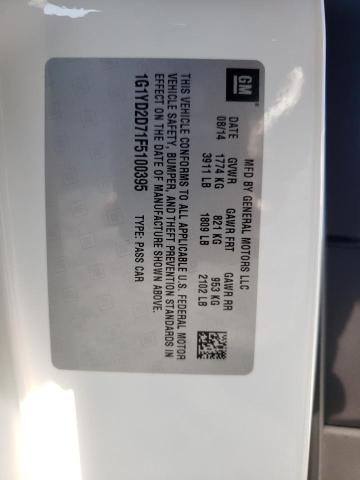 GM
MFD BY GENERAL MOTORS LLC
DATE GVWR GAWR FRT GAWR RR
08/14 1774 KG 821 KG 953 KG
3911 LB 1809 LB 2102 LB
THIS VEHICLE CONFORMS TO ALL APPLICABLE U.S. FEDERAL MOTOR
VEHICLE SAFETY, BUMPER, AND THEFT PREVENTION STANDARDS IN
EFFECT ON THE DATE OF MANUFACTURE SHOWN ABOVE.
1G1YD2D71F5100395 TYPE: PASS CAR